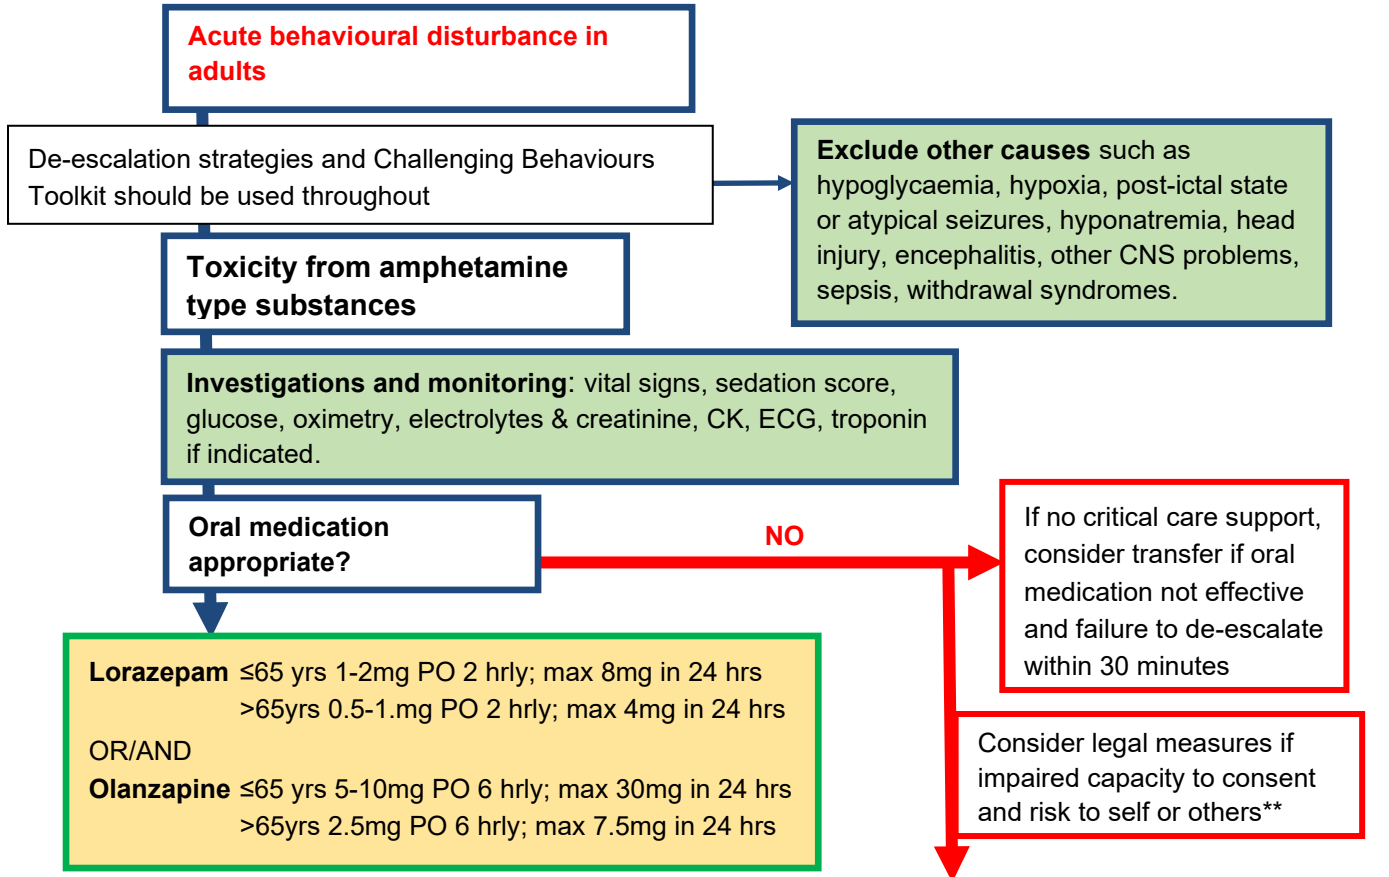 Acute behavioural disturbance in
adults
De-escalation strategies and Challenging Behaviours
Toolkit should be used throughout
Exclude other causes such as
hypoglycaemia, hypoxia, post-ictal state
or atypical seizures, hyponatremia, head
injury, encephalitis, other CNS problems,
sepsis, withdrawal syndromes.
Toxicity from amphetamine
type substances
Investigations and monitoring: vital signs, sedation score,
glucose, oximetry, electrolytes & creatinine, CK, ECG, troponin
if indicated.
Oral medication
appropriate?
NO
If no critical care support,
consider transfer if oral
medication not effective
and failure to de-escalate
within 30 minutes
Lorazepam ≤65 yrs 1-2mg PO 2 hrly; max 8mg in 24 hrs
>65yrs 0.5-1.mg PO 2 hrly; max 4mg in 24 hrs
OR/AND
Olanzapine ≤65 yrs 5-10mg PO 6 hrly; max 30mg in 24 hrs
>65yrs 2.5mg PO 6 hrly; max 7.5mg in 24 hrs
Consider legal measures if
impaired capacity to consent
and risk to self or others**